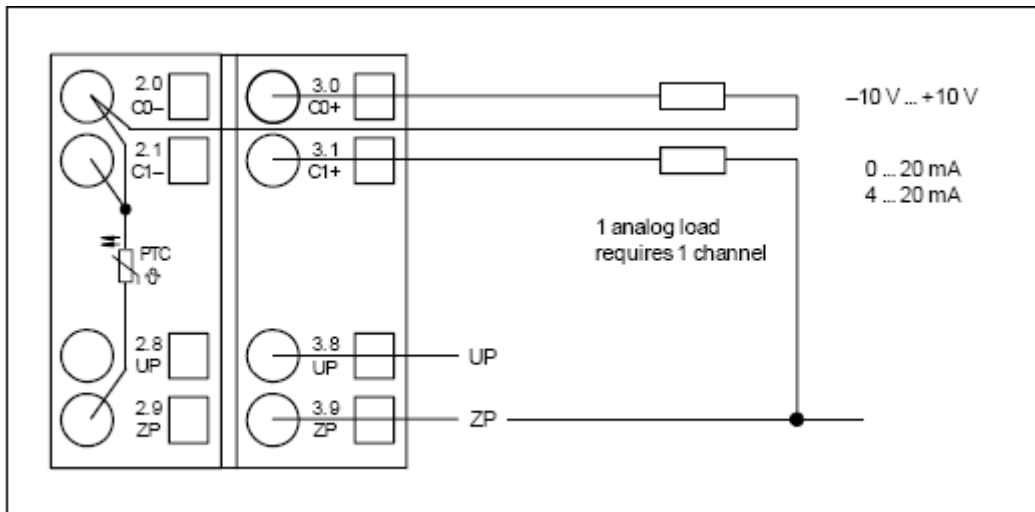 2.0
C0–
3.0
C0+
–10 V ... +10 V
2.1
C1–
3.1
C1+
0 ... 20 mA
4 ... 20 mA
1 analog load
requires 1 channel
PTC
ϑ
2.8
UP
3.8
UP
UP
2.9
ZP
3.9
ZP
ZP